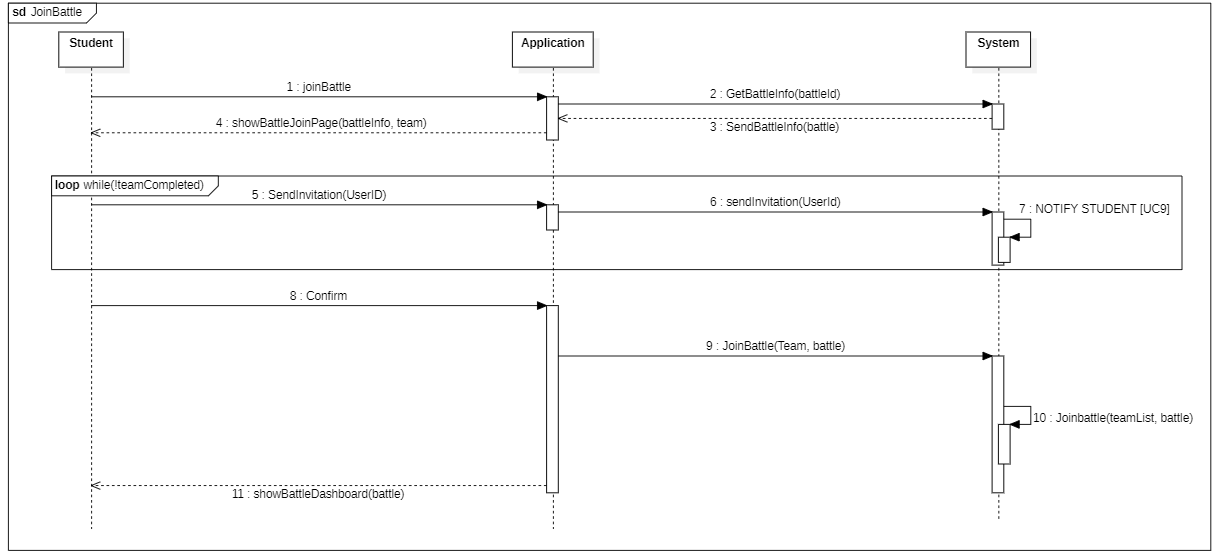 sd JoinBattle
Student
Application
System
1 : joinBattle
2 : GetBattleInfo(battleId)
4 : showBattleJoinPage(battleInfo, team)
3 : SendBattleInfo(battle)
loop while(!teamCompleted)
5 : SendInvitation(UserID)
6 : sendInvitation(UserId)
7 : NOTIFY STUDENT [UC9]
8 : Confirm
9 : JoinBattle(Team, battle)
10 : Joinbattle(teamList, battle)
11 : showBattleDashboard(battle)